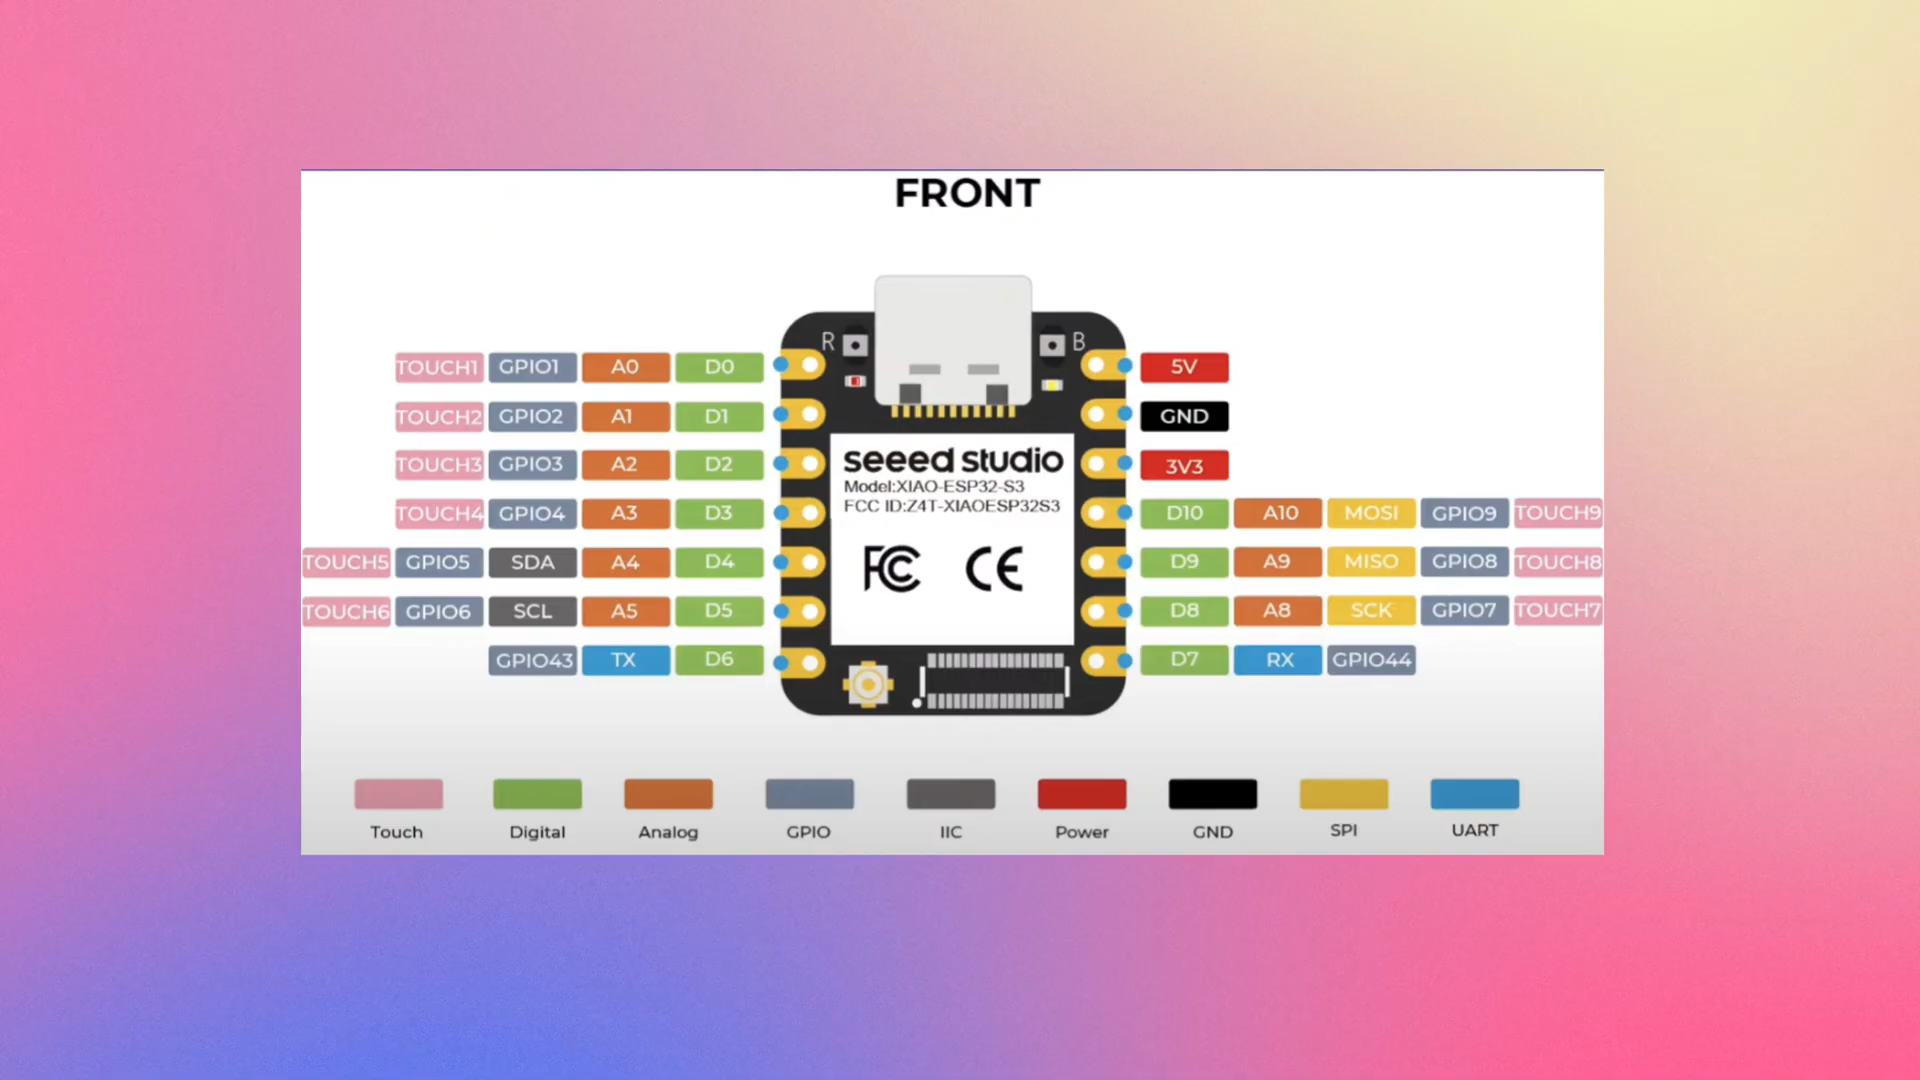 FRONT
R B
TOUCH1 GPIO1 A0 D0 5V
TOUCH2 GPIO2 A1 D1 GND
TOUCH3 GPIO3 A2 D2 seeed studio 3V3
Model:XIAO-ESP32-S3
FCC ID:Z4T-XIAOESP32S3
TOUCH4 GPIO4 A3 D3 D10 A10 MOSI GPIO9 TOUCH9
TOUCH5 GPIO5 SDA A4 D4 FC CE D9 A9 MISO GPIO8 TOUCH8
TOUCH6 GPIO6 SCL A5 D5 D8 A8 SCK GPIO7 TOUCH7
GPIO43 TX D6 D7 RX GPIO44
Touch Digital Analog GPIO IIC Power GND SPI UART